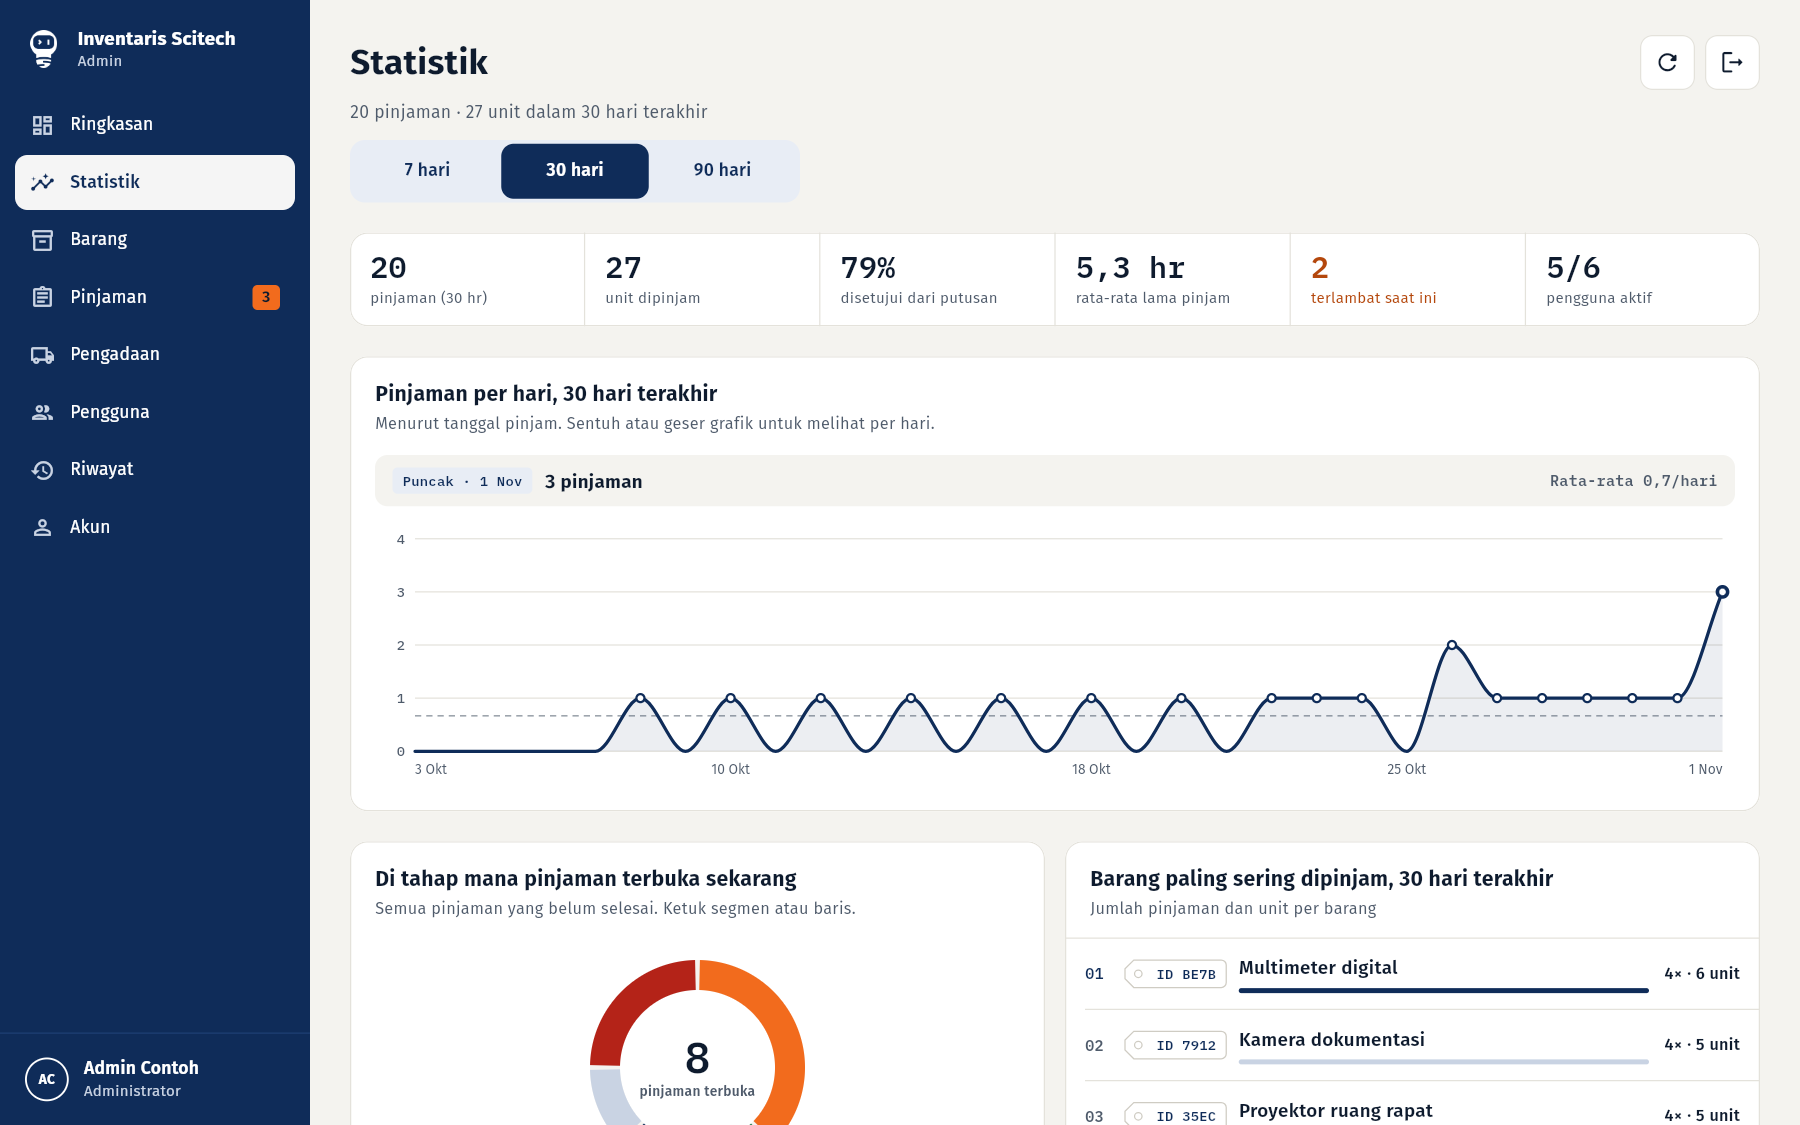 Inventaris Scitech
Admin
Ringkasan
Statistik
Barang
Pinjaman
3
Pengadaan
Pengguna
Riwayat
Akun
AC
Admin Contoh
Administrator
Statistik
20 pinjaman · 27 unit dalam 30 hari terakhir
7 hari
30 hari
90 hari
20
pinjaman (30 hr)
27
unit dipinjam
79%
disetujui dari putusan
5,3 hr
rata-rata lama pinjam
2
terlambat saat ini
5/6
pengguna aktif
Pinjaman per hari, 30 hari terakhir
Menurut tanggal pinjam. Sentuh atau geser grafik untuk melihat per hari.
Puncak · 1 Nov
3 pinjaman
Rata-rata 0,7/hari
4
3
2
1
0
3 Okt
10 Okt
18 Okt
25 Okt
1 Nov
Di tahap mana pinjaman terbuka sekarang
Semua pinjaman yang belum selesai. Ketuk segmen atau baris.
8
pinjaman terbuka
Barang paling sering dipinjam, 30 hari terakhir
Jumlah pinjaman dan unit per barang
01
ID BE7B
Multimeter digital
4× · 6 unit
02
ID 7912
Kamera dokumentasi
4× · 5 unit
03
ID 35EC
Proyektor ruang rapat
4× · 5 unit